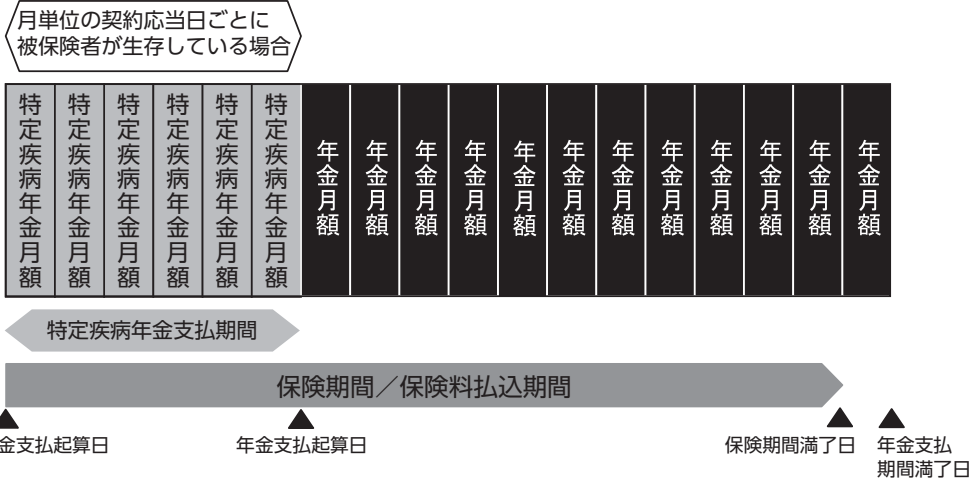 月単位の契約応当日ごとに
被保険者が生存している場合
特定疾病年金月額
特定疾病年金月額
特定疾病年金月額
特定疾病年金月額
特定疾病年金月額
特定疾病年金月額
年金月額
年金月額
年金月額
年金月額
年金月額
年金月額
年金月額
年金月額
年金月額
年金月額
年金月額
年金月額
特定疾病年金支払期間
保険期間／保険料払込期間
金支払起算日
年金支払起算日
保険期間満了日
年金支払
期間満了日